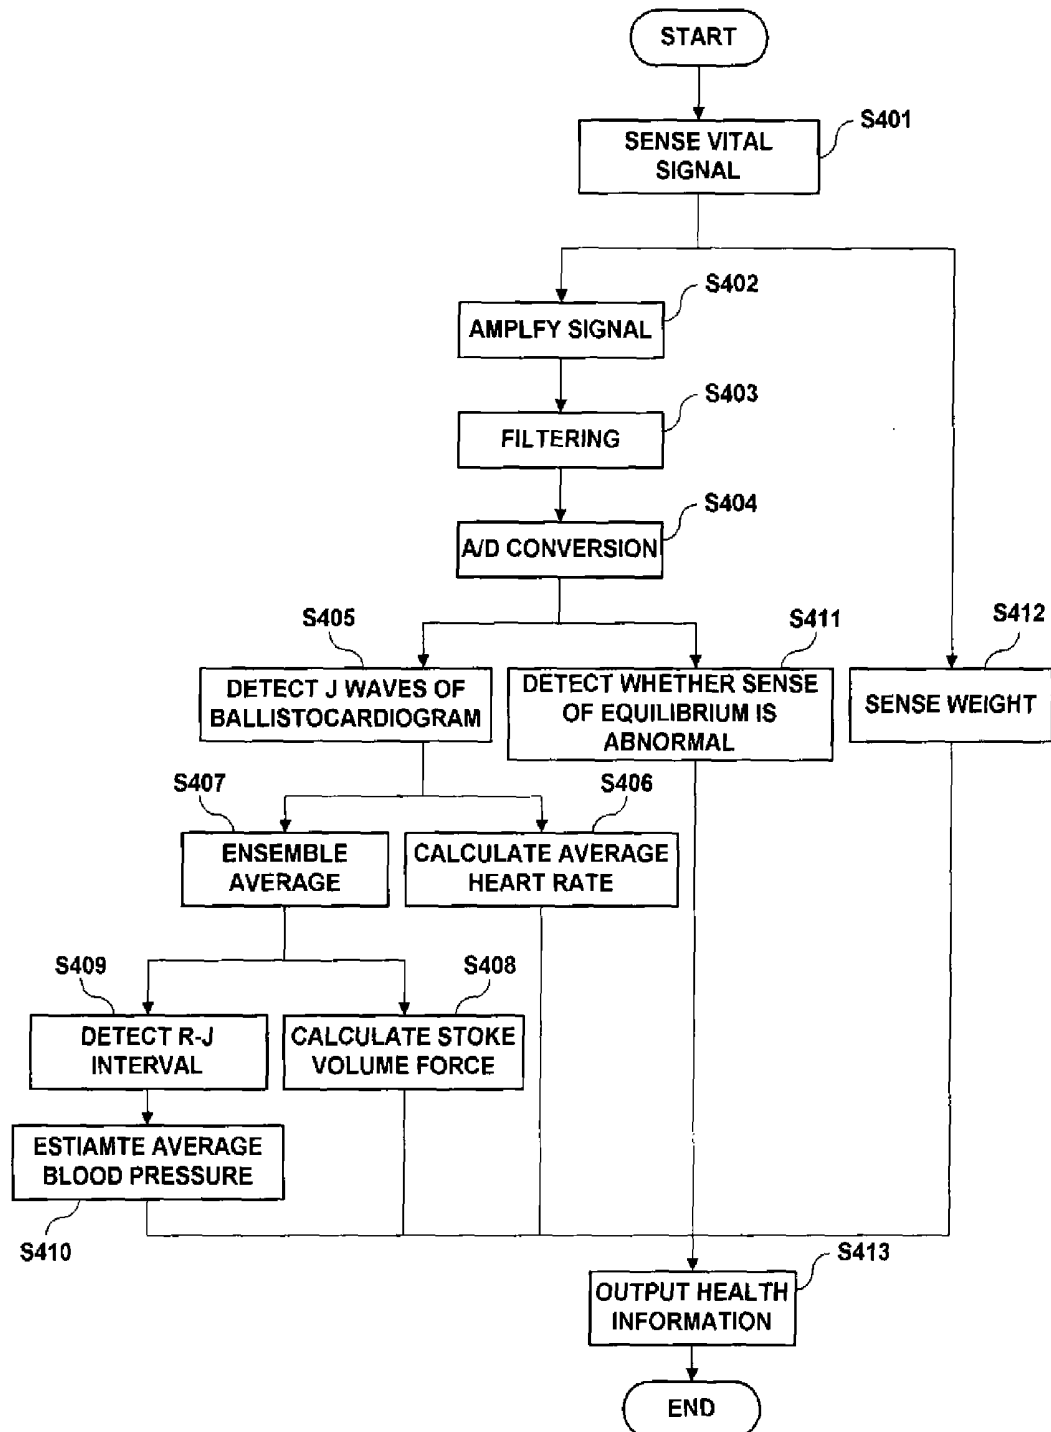 START
S401
SENSE VITAL
SIGNAL
S402
AMPLFY SIGNAL
S403
FILTERING
S404
A/D CONVERSION
S405
DETECT J WAVES OF
BALLISTOCARDIOGRAM
S411
DETECT WHETHER SENSE
OF EQUILIBRIUM IS
ABNORMAL
S412
SENSE WEIGHT
S407
ENSEMBLE
AVERAGE
S406
CALCULATE AVERAGE
HEART RATE
S409
DETECT R-J
INTERVAL
S408
CALCULATE STOKE
VOLUME FORCE
ESTIAMTE AVERAGE
BLOOD PRESSURE
S410
S413
OUTPUT HEALTH
INFORMATION
END